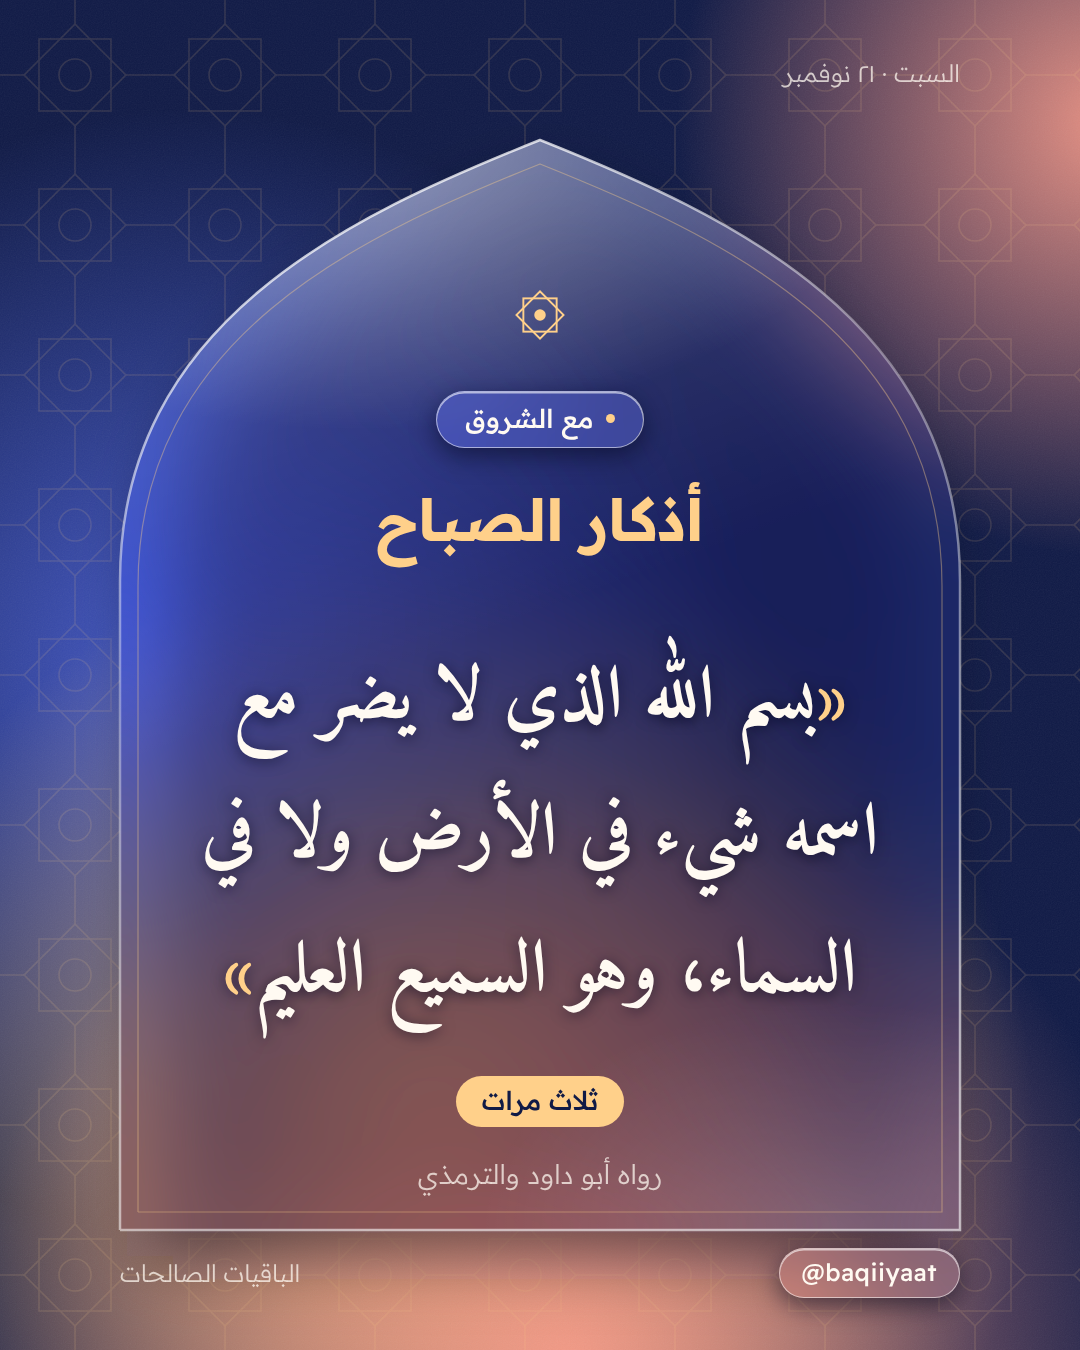 السبت · ٢١ نوفمبر
مع الشروق
أذكار الصباح
«بسم الله الذي لا يضر مع
اسمه شيء في الأرض ولا في
السماء، وهو السميع العليم»
ثلاث مرات
رواه أبو داود والترمذي
@baqiiyaat
الباقيات الصالحات